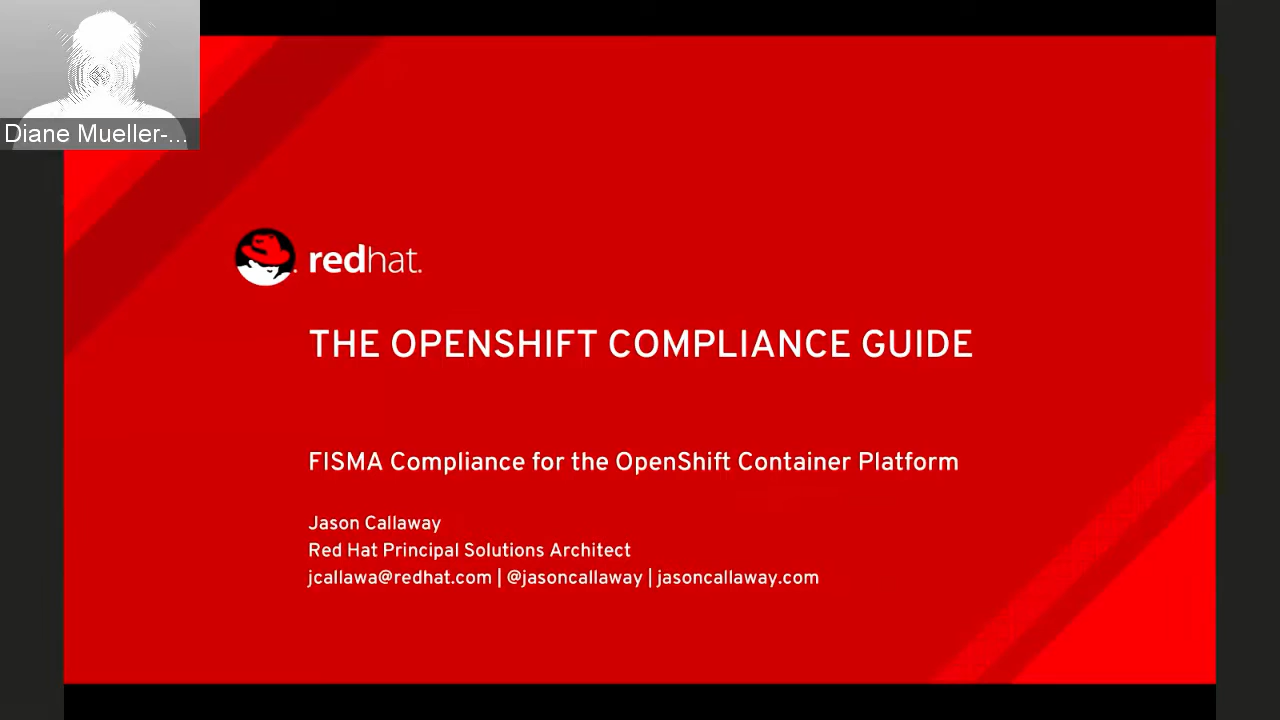 Diane Mueller-...
redhat.
THE OPENSHIFT COMPLIANCE GUIDE
FISMA Compliance for the OpenShift Container Platform
Jason Callaway
Red Hat Principal Solutions Architect
jcallawa@redhat.com | @jasoncallaway | jasoncallaway.com